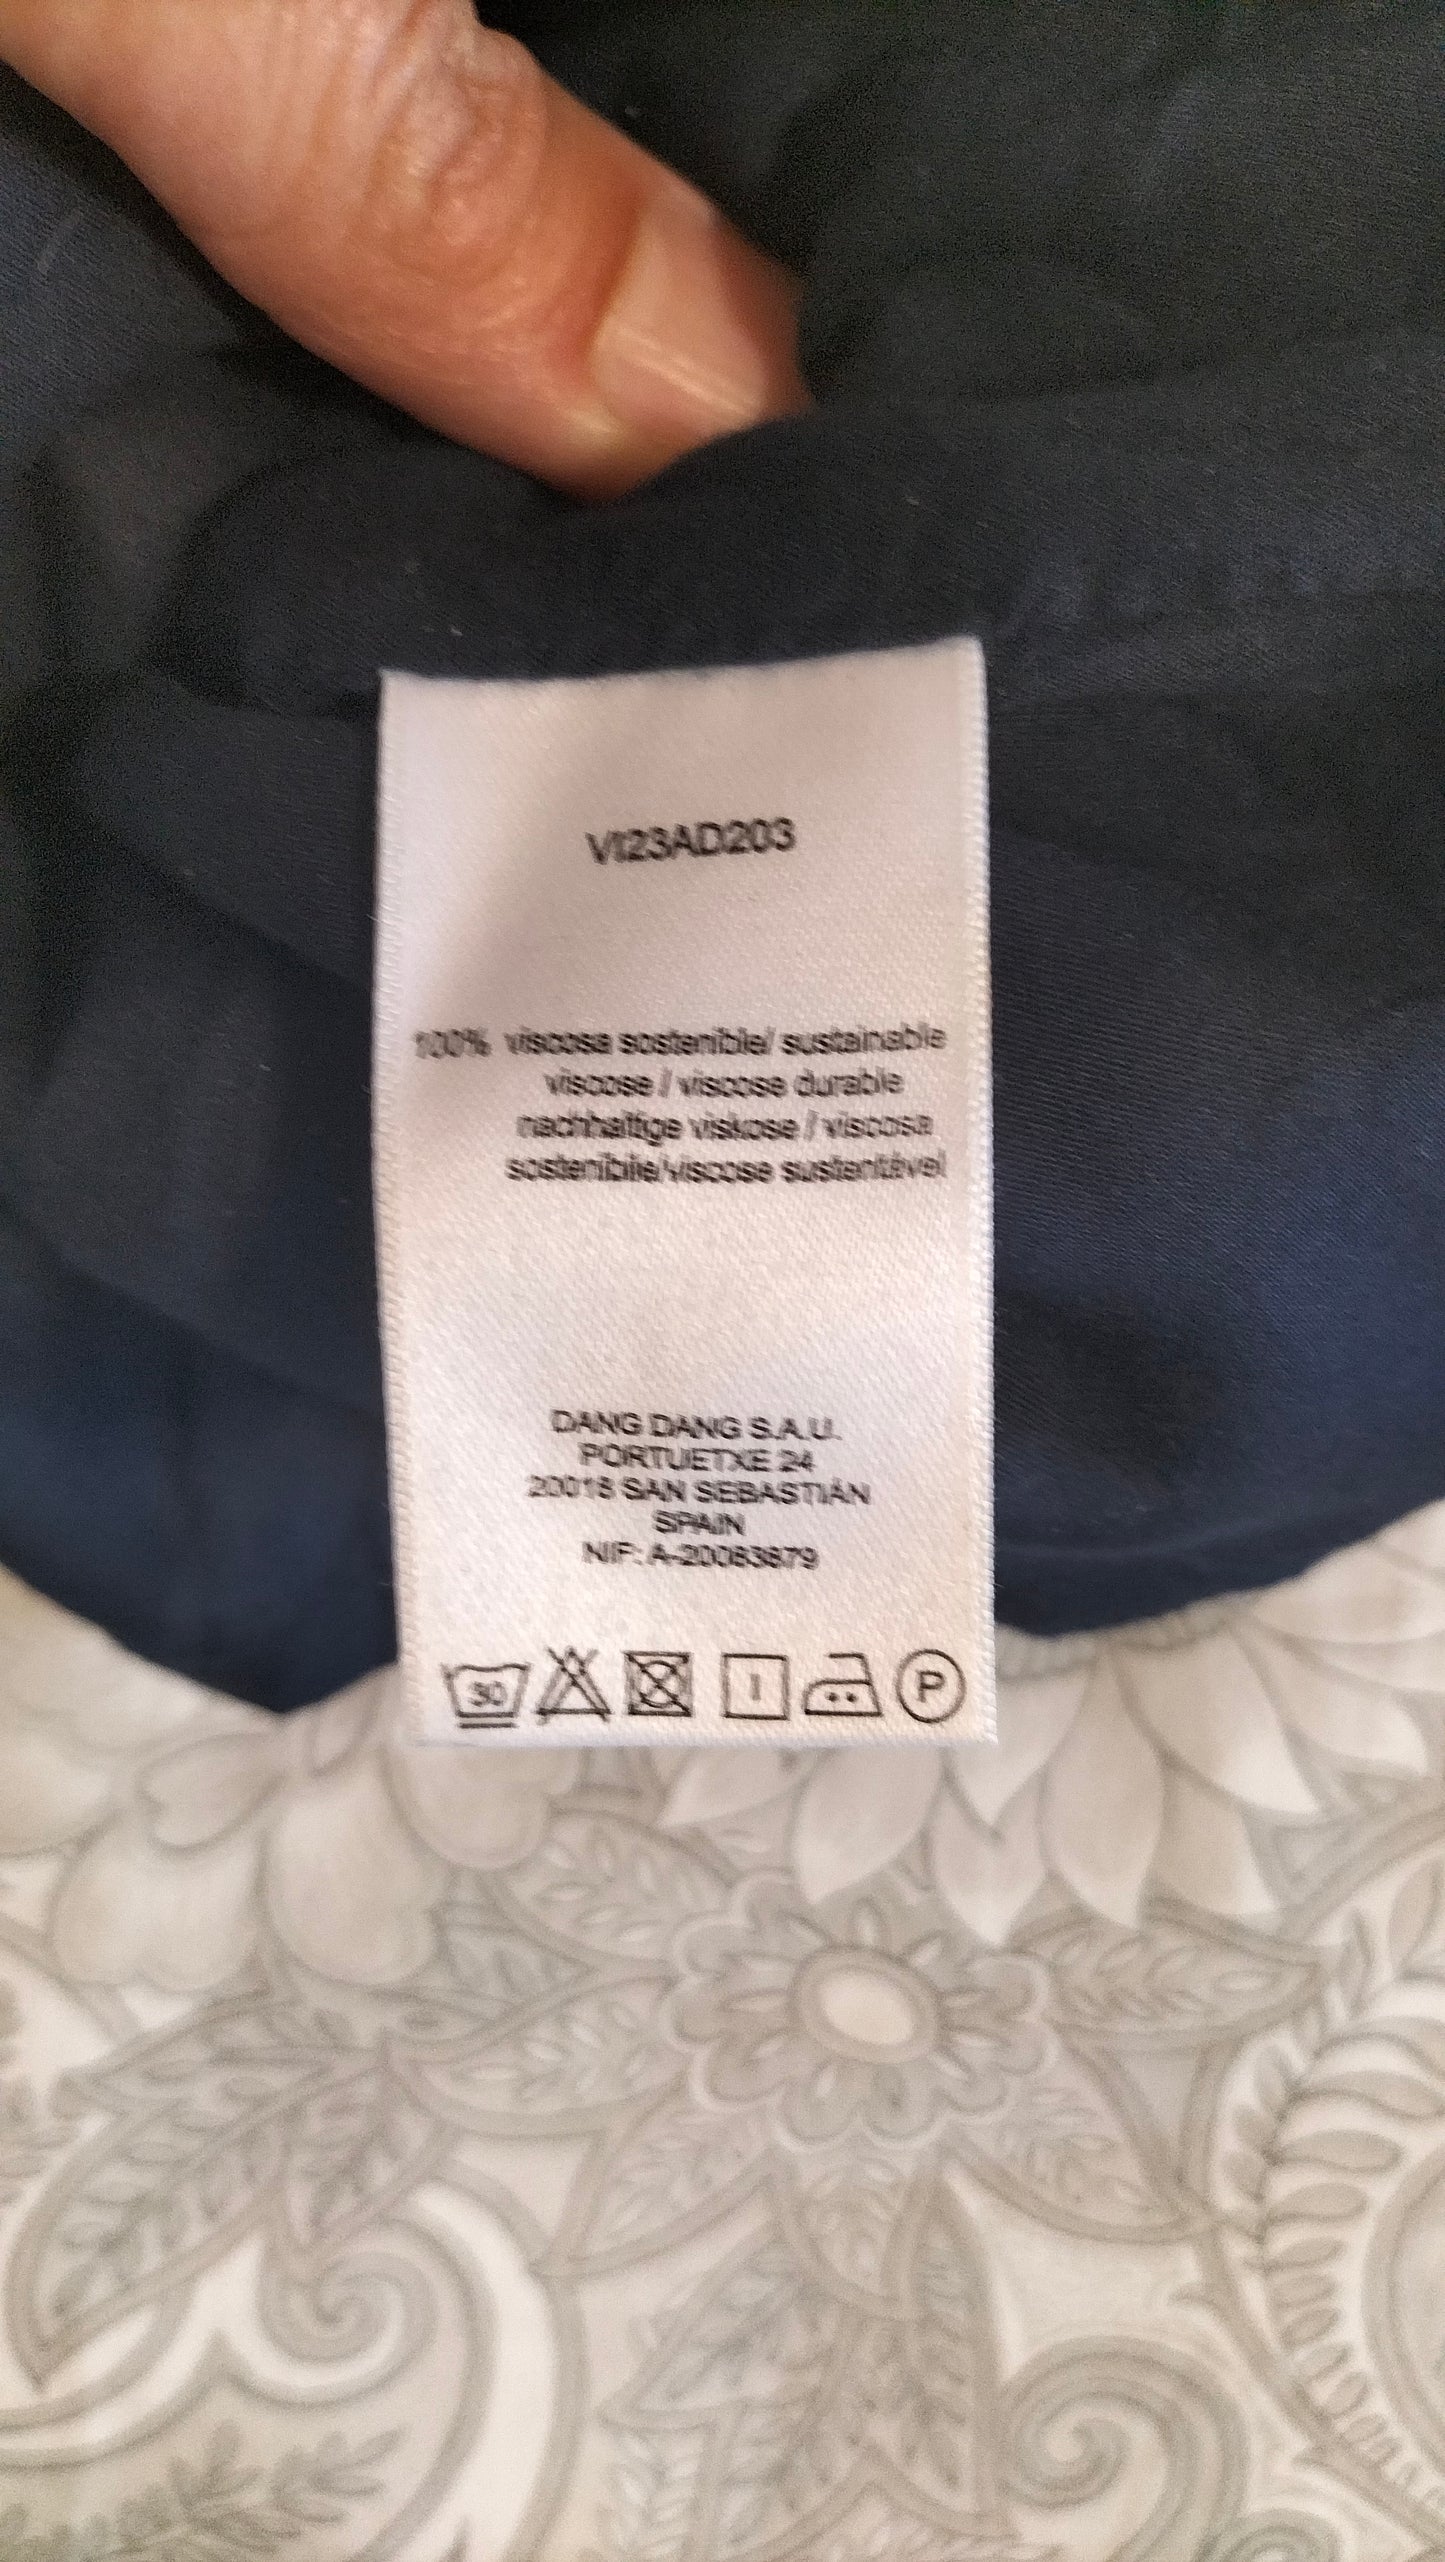 VI23AD203
100% viscosa sostenible/ sustainable
viscose / viscose durable
nachhaltige viskose / viscosa
sostenibile/viscose sustentável
DANG DANG S.A.U.
PORTUETXE 24
20018 SAN SEBASTIÁN
SPAIN
NIF: A-20083879
30 I P